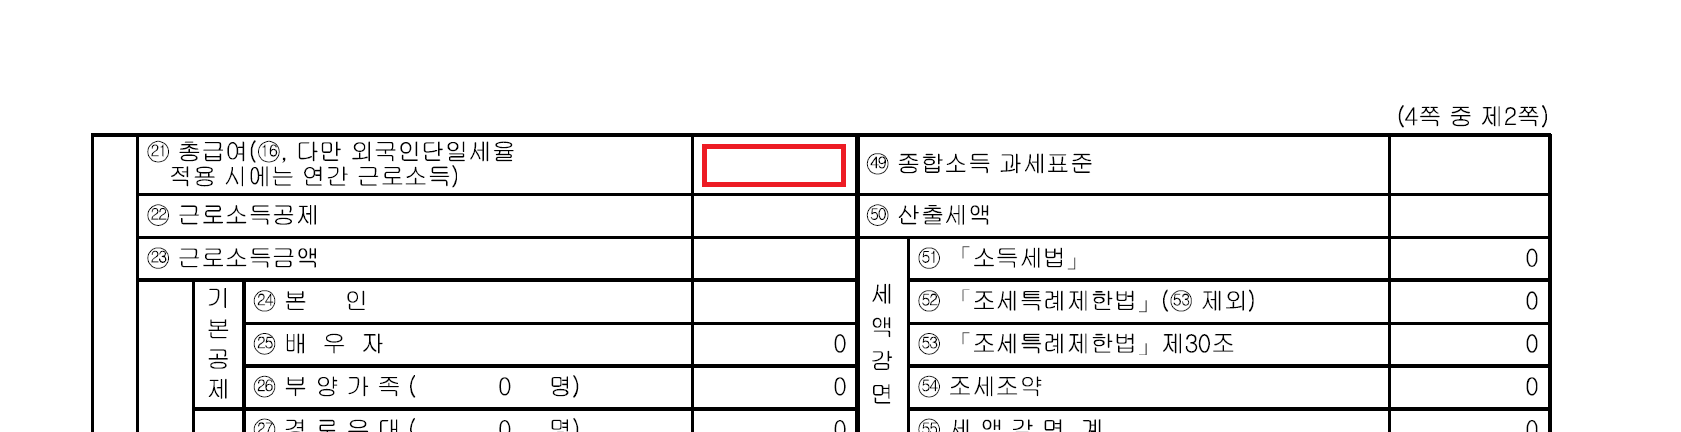 (4쪽 중 제2쪽)
㉑ 총급여(⑯, 다만 외국인단일세율
적용 시에는 연간 근로소득)
㊾ 종합소득 과세표준
㉒ 근로소득공제
㊿ 산출세액
㉓ 근로소득금액
세액감면
51 「소득세법」 0
기본공제
㉔ 본 인
52 「조세특례제한법」(53 제외) 0
㉕ 배 우 자 0
53 「조세특례제한법」 제30조 0
㉖ 부 양 가 족 ( 0 명) 0
54 조세조약 0
㉗ 경 로 우 대 ( 0 명) 0
55 세 액 감 면 계 0